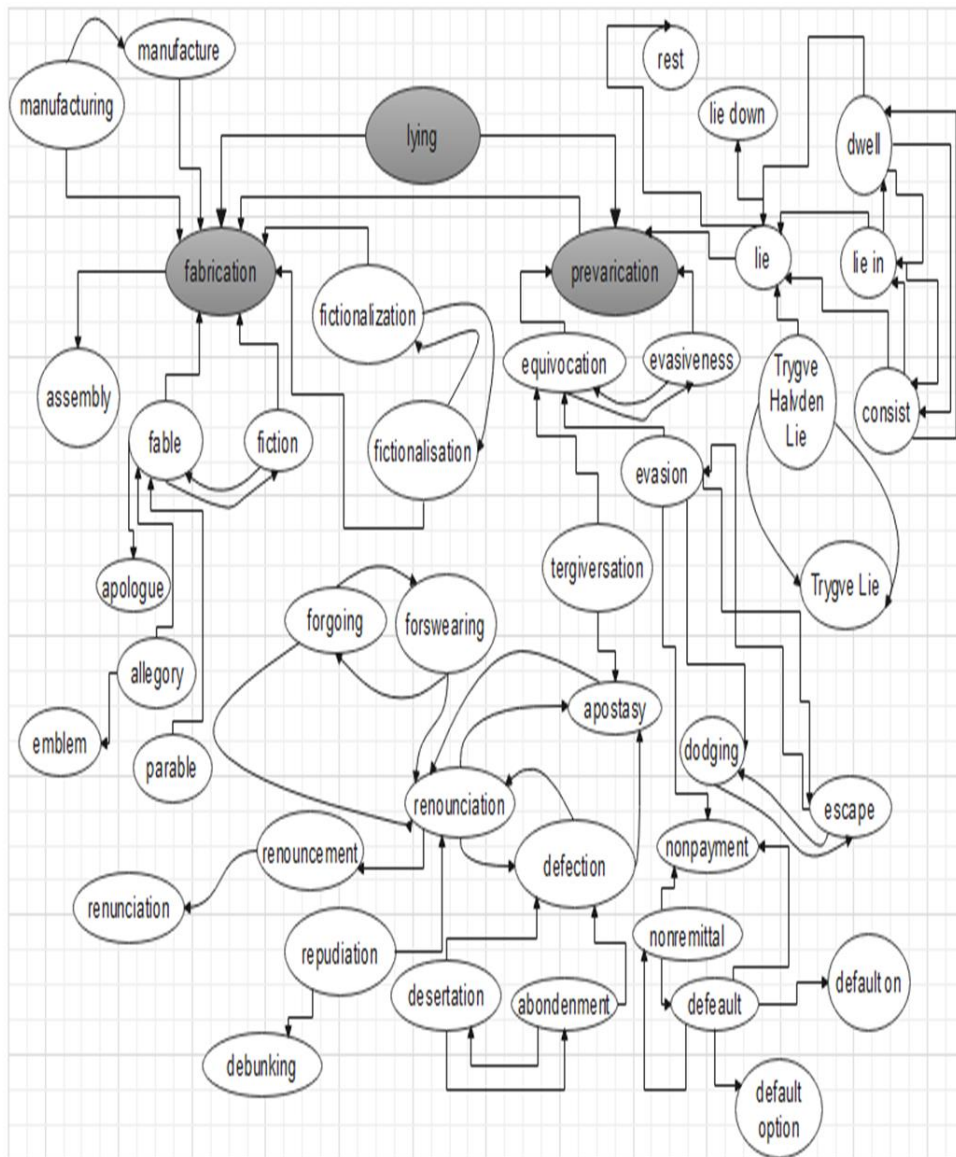 manufacture
manufacturing
rest
lie down
lying
dwell
fabrication
prevarication
lie
lie in
fictionalization
equivocation
evasiveness
assembly
Trygve
Halvden
Lie
consist
fable
fiction
fictionalisation
evasion
tergiversation
apologue
Trygve Lie
forgoing
forswearing
allegory
apostasy
emblem
parable
dodging
renounciation
escape
renouncement
defection
nonpayment
renunciation
repudiation
nonremittal
desertation
abondenment
defeault
default on
debunking
default
option